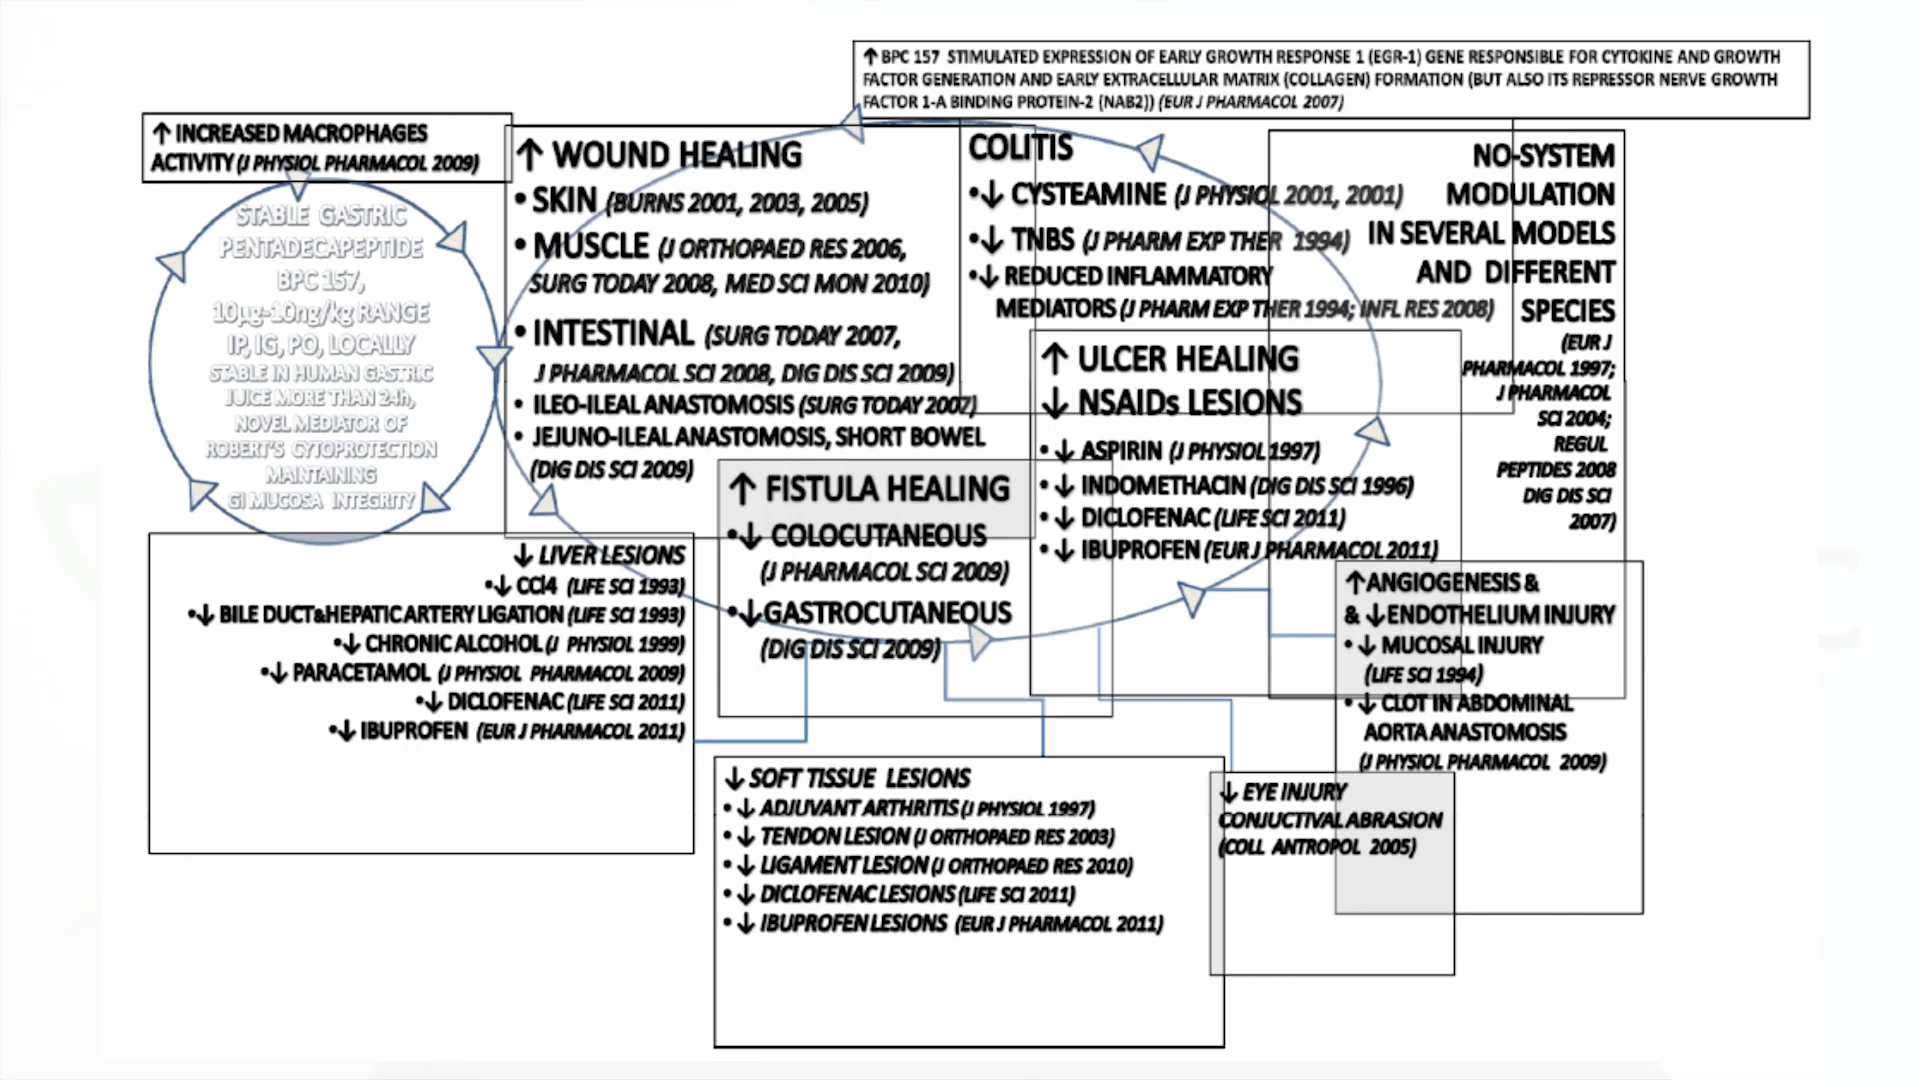 ↑ BPC 157 STIMULATED EXPRESSION OF EARLY GROWTH RESPONSE 1 (EGR-1) GENE RESPONSIBLE FOR CYTOKINE AND GROWTH
FACTOR GENERATION AND EARLY EXTRACELLULAR MATRIX (COLLAGEN) FORMATION (BUT ALSO ITS REPRESSOR NERVE GROWTH
FACTOR 1-A BINDING PROTEIN-2 (NAB2)) (EUR J PHARMACOL 2007)
↑ INCREASED MACROPHAGES
ACTIVITY (J PHYSIOL PHARMACOL 2009)
STABLE GASTRIC
PENTADECAPEPTIDE
BPC 157,
10µg-10ng/kg RANGE
IP, IG, PO, LOCALLY
STABLE IN HUMAN GASTRIC
JUICE MORE THAN 24h,
NOVEL MEDIATOR OF
ROBERT'S CYTOPROTECTION
MAINTAINING
GI MUCOSA INTEGRITY
↑ WOUND HEALING
• SKIN (BURNS 2001, 2003, 2005)
• MUSCLE (J ORTHOPAED RES 2006,
SURG TODAY 2008, MED SCI MON 2010)
• INTESTINAL (SURG TODAY 2007,
J PHARMACOL SCI 2008, DIG DIS SCI 2009)
• ILEO-ILEAL ANASTOMOSIS (SURG TODAY 2007)
• JEJUNO-ILEAL ANASTOMOSIS, SHORT BOWEL
(DIG DIS SCI 2009)
COLITIS
•↓ CYSTEAMINE (J PHYSIOL 2001, 2001)
•↓ TNBS (J PHARM EXP THER 1994)
•↓ REDUCED INFLAMMATORY
MEDIATORS (J PHARM EXP THER 1994; INFL RES 2008)
NO-SYSTEM
MODULATION
IN SEVERAL MODELS
AND DIFFERENT
SPECIES
(EUR J
PHARMACOL 1997;
J PHARMACOL
SCI 2004;
REGUL
PEPTIDES 2008
DIG DIS SCI
2007)
↑ ULCER HEALING
↓ NSAIDs LESIONS
• ↓ ASPIRIN (J PHYSIOL 1997)
• ↓ INDOMETHACIN (DIG DIS SCI 1996)
• ↓ DICLOFENAC (LIFE SCI 2011)
• ↓ IBUPROFEN (EUR J PHARMACOL 2011)
↑ FISTULA HEALING
•↓ COLOCUTANEOUS
(J PHARMACOL SCI 2009)
•↓GASTROCUTANEOUS
(DIG DIS SCI 2009)
↓ LIVER LESIONS
•↓ CCl4 (LIFE SCI 1993)
•↓ BILE DUCT&HEPATIC ARTERY LIGATION (LIFE SCI 1993)
•↓ CHRONIC ALCOHOL (J PHYSIOL 1999)
•↓ PARACETAMOL (J PHYSIOL PHARMACOL 2009)
•↓ DICLOFENAC (LIFE SCI 2011)
•↓ IBUPROFEN (EUR J PHARMACOL 2011)
↑ANGIOGENESIS &
& ↓ENDOTHELIUM INJURY
• ↓ MUCOSAL INJURY
(LIFE SCI 1994)
• ↓ CLOT IN ABDOMINAL
AORTA ANASTOMOSIS
(J PHYSIOL PHARMACOL 2009)
↓ SOFT TISSUE LESIONS
• ↓ ADJUVANT ARTHRITIS (J PHYSIOL 1997)
• ↓ TENDON LESION (J ORTHOPAED RES 2003)
• ↓ LIGAMENT LESION (J ORTHOPAED RES 2010)
• ↓ DICLOFENAC LESIONS (LIFE SCI 2011)
• ↓ IBUPROFEN LESIONS (EUR J PHARMACOL 2011)
↓ EYE INJURY
CONJUCTIVAL ABRASION
(COLL ANTROPOL 2005)